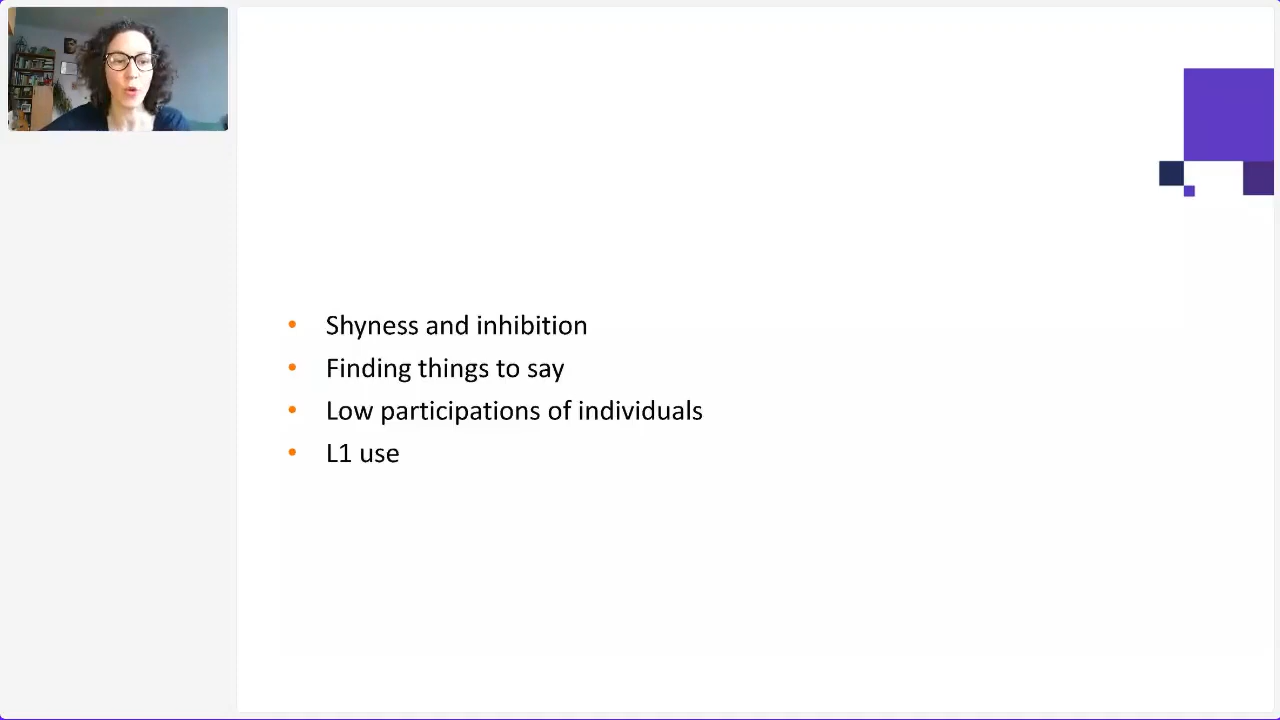 Shyness and inhibition
Finding things to say
Low participations of individuals
L1 use